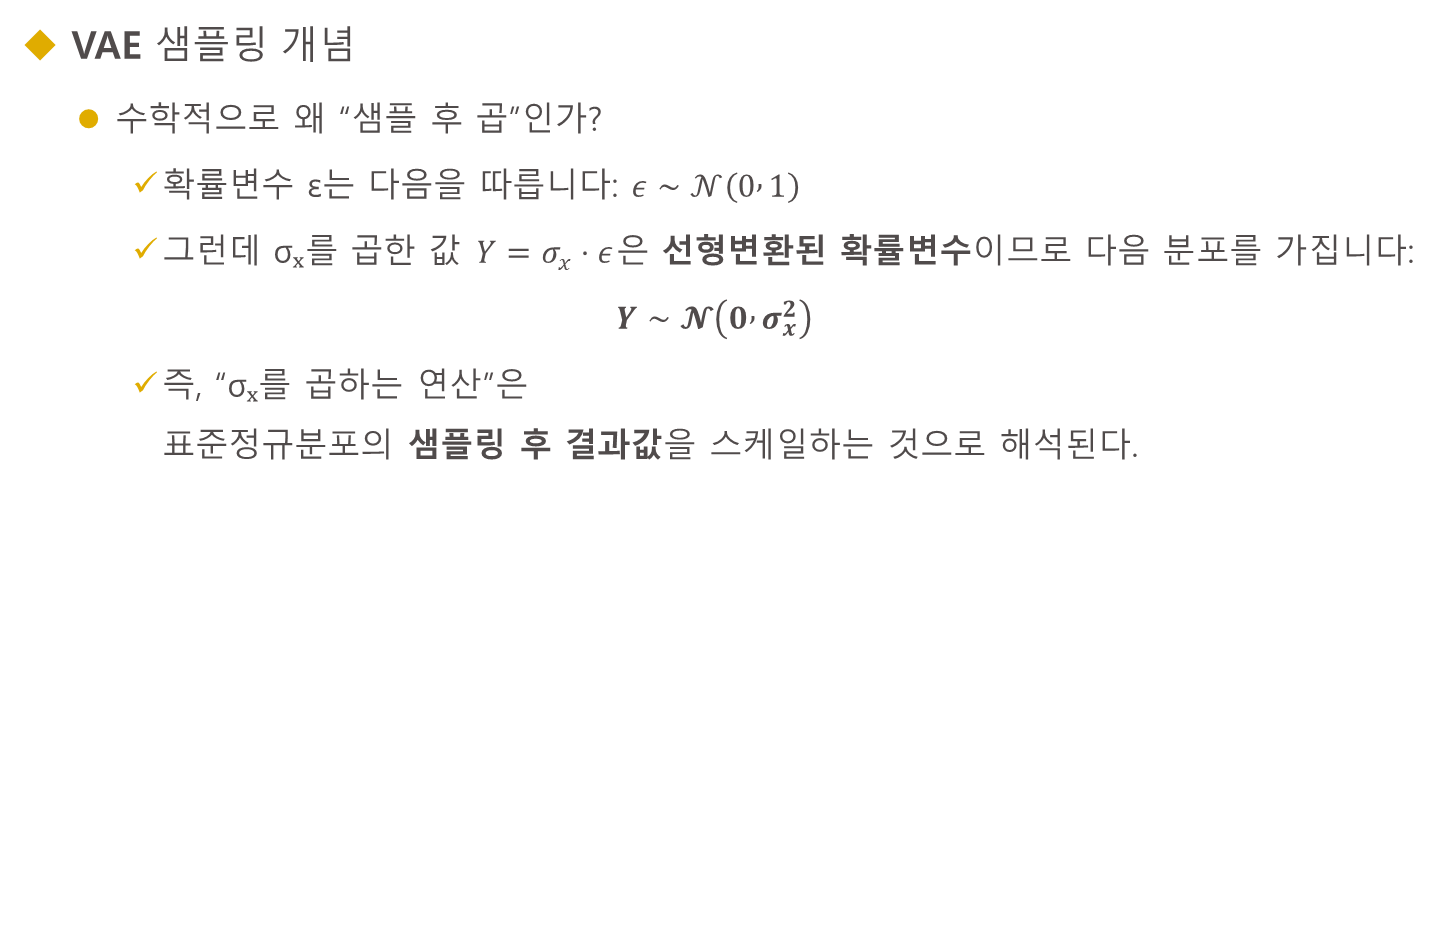 ◆ VAE 샘플링 개념
● 수학적으로 왜 “샘플 후 곱”인가?
✓ 확률변수 ε는 다음을 따릅니다: 𝜖 ~ 𝒩(0, 1)
✓ 그런데 σₓ를 곱한 값 𝑌 = 𝜎ₓ · 𝜖은 선형변환된 확률변수이므로 다음 분포를 가집니다:
𝒀 ~ 𝓝(𝟎, 𝝈ₓ²)
✓ 즉, “σₓ를 곱하는 연산”은
표준정규분포의 샘플링 후 결과값을 스케일하는 것으로 해석된다.